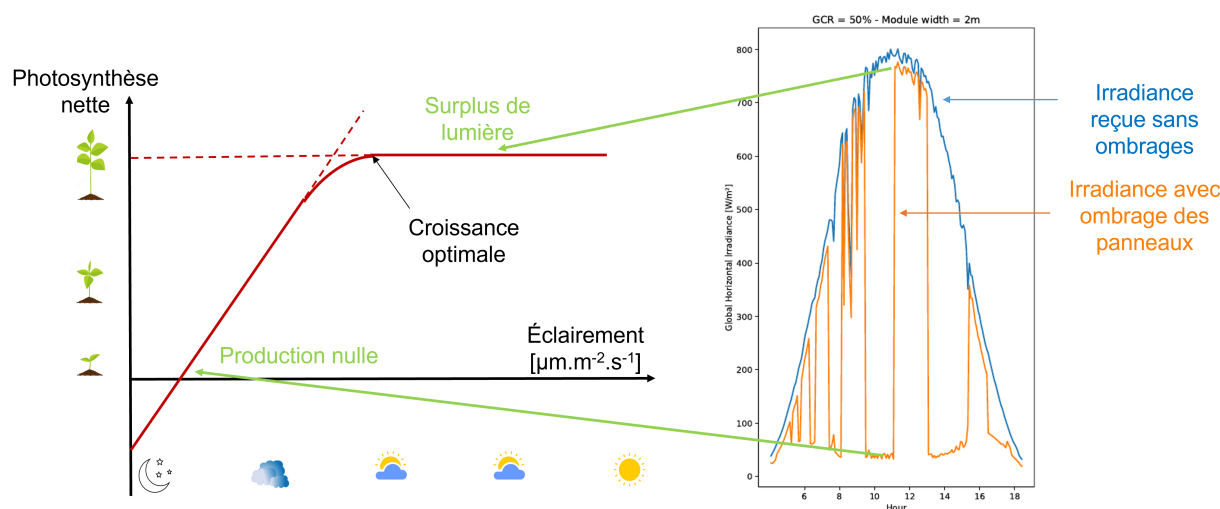 Photosynthèse
nette
Surplus de
lumière
Croissance
optimale
Production nulle
Éclairement
[µm.m-2.s-1]
GCR = 50% - Module width = 2m
Global Horizontal Irradiance [W/m²]
800
700
600
500
400
300
200
100
0
6 8 10 12 14 16 18
Hour
Irradiance
reçue sans
ombrages
Irradiance avec
ombrage des
panneaux